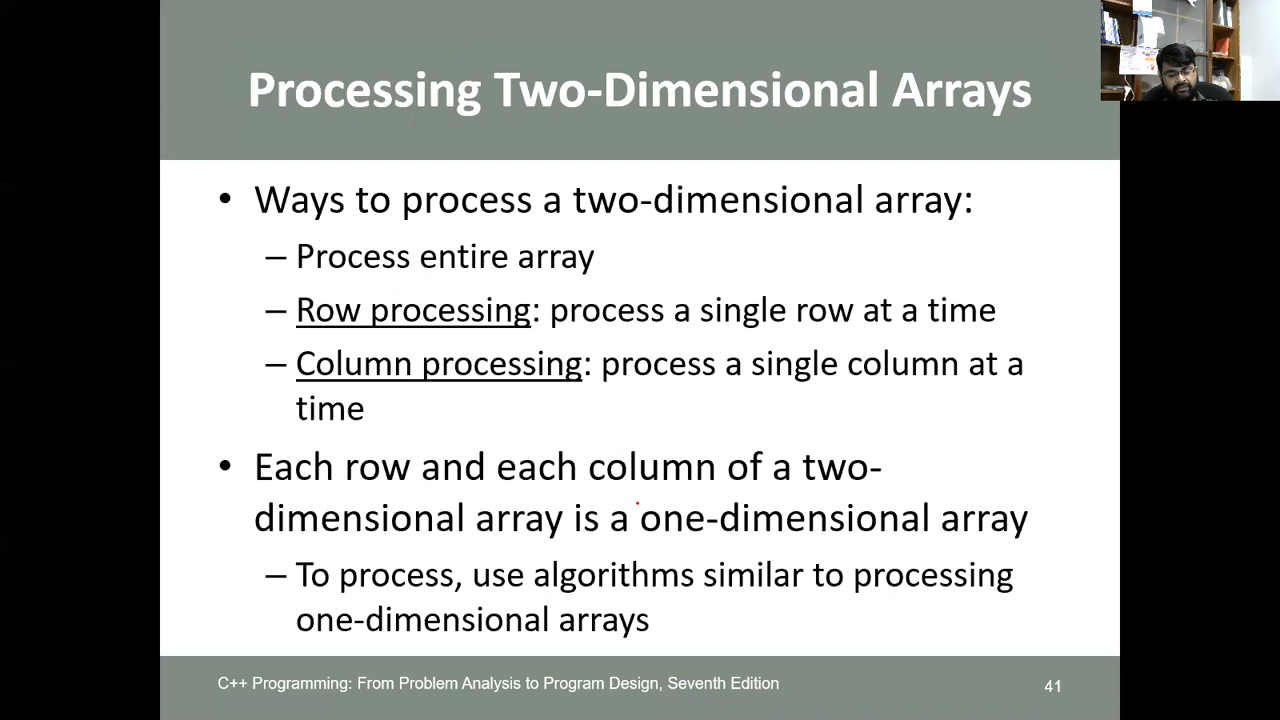 Processing Two-Dimensional Arrays
• Ways to process a two-dimensional array:
– Process entire array
– Row processing: process a single row at a time
– Column processing: process a single column at a
time
• Each row and each column of a two-
dimensional array is a one-dimensional array
– To process, use algorithms similar to processing
one-dimensional arrays
C++ Programming: From Problem Analysis to Program Design, Seventh Edition
41